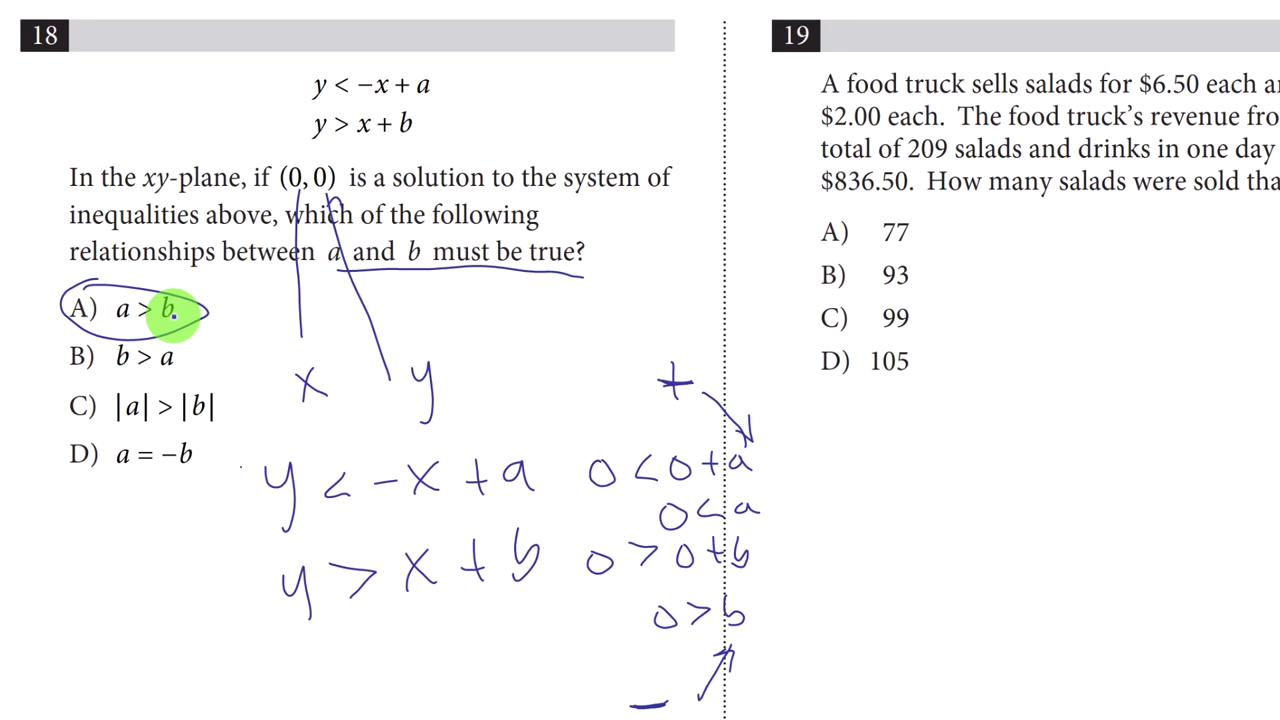 18
y < −x + a
y > x + b
In the xy-plane, if (0, 0) is a solution to the system of
inequalities above, which of the following
relationships between a and b must be true?
A) a > b
B) b > a
C) |a| > |b|
D) a = −b
x y
+
y < −x + a 0 < 0 + a
0 < a
y > x + b 0 > 0 + b
0 > b
−
19
A food truck sells salads for $6.50 each a
$2.00 each. The food truck’s revenue fro
total of 209 salads and drinks in one day
$836.50. How many salads were sold tha
A) 77
B) 93
C) 99
D) 105